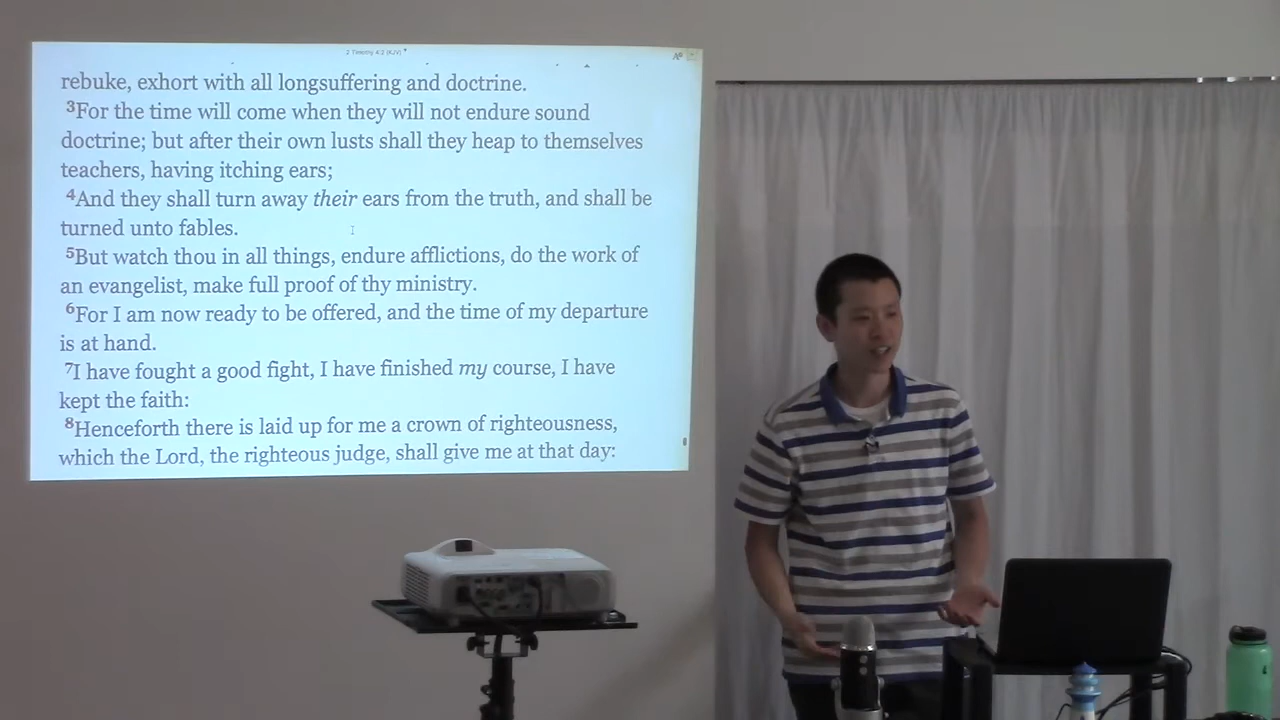 2 Timothy 4:2 (KJV)
rebuke, exhort with all longsuffering and doctrine.
3For the time will come when they will not endure sound
doctrine; but after their own lusts shall they heap to themselves
teachers, having itching ears;
4And they shall turn away their ears from the truth, and shall be
turned unto fables.
5But watch thou in all things, endure afflictions, do the work of
an evangelist, make full proof of thy ministry.
6For I am now ready to be offered, and the time of my departure
is at hand.
7I have fought a good fight, I have finished my course, I have
kept the faith:
8Henceforth there is laid up for me a crown of righteousness,
which the Lord, the righteous judge, shall give me at that day: